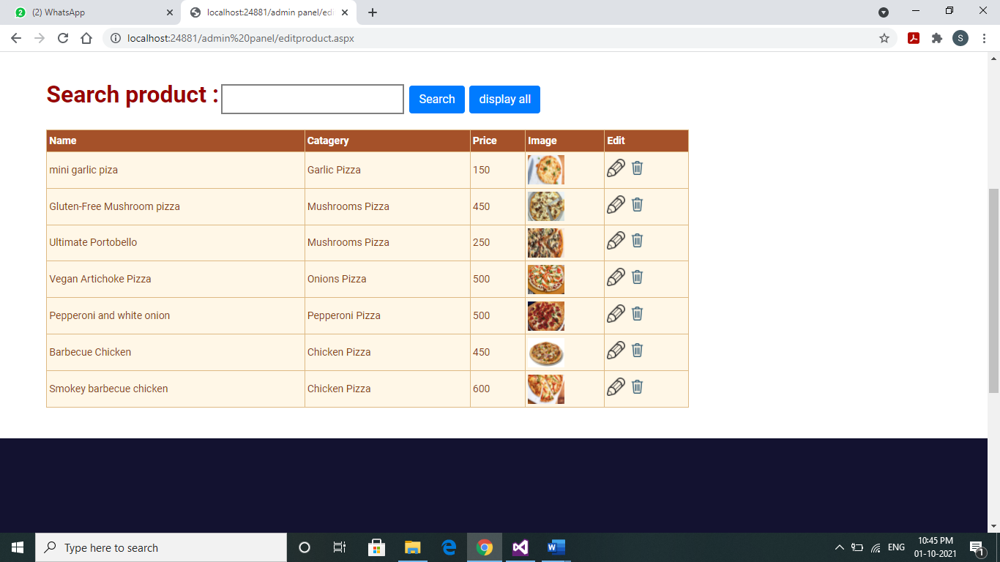 2 (2) WhatsApp
localhost:24881/admin panel/edi
localhost:24881/admin%20panel/editproduct.aspx
S
Search product :
Search
display all
Name Catagery Price Image Edit
mini garlic piza Garlic Pizza 150
Gluten-Free Mushroom pizza Mushrooms Pizza 450
Ultimate Portobello Mushrooms Pizza 250
Vegan Artichoke Pizza Onions Pizza 500
Pepperoni and white onion Pepperoni Pizza 500
Barbecue Chicken Chicken Pizza 450
Smokey barbecue chicken Chicken Pizza 600
Type here to search
ENG
10:45 PM
01-10-2021
1